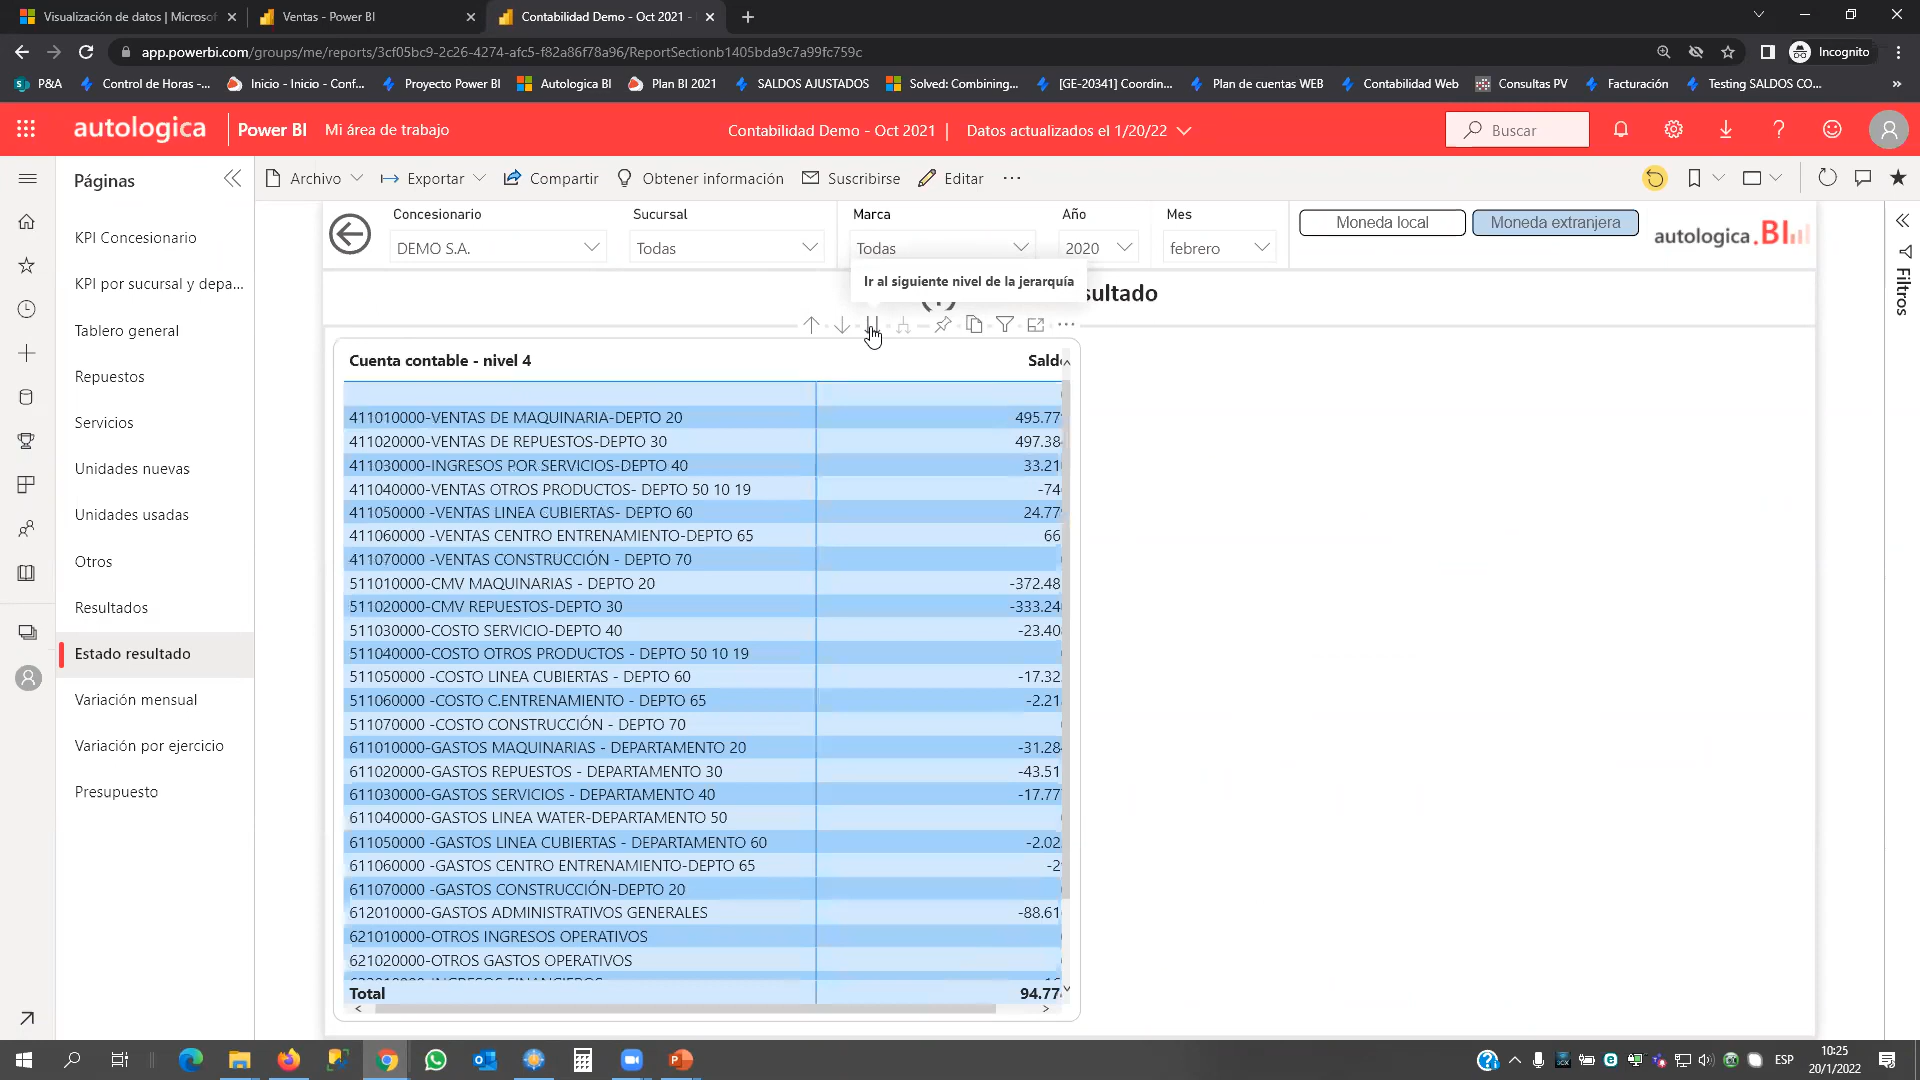 Visualización de datos | Microsof
Ventas - Power BI
Contabilidad Demo - Oct 2021 -
app.powerbi.com/groups/me/reports/3cf05bc9-2c26-4274-afc5-f82a86f78a96/ReportSectionb1405bda9c7a99fc759c
Incognito
P&A
Control de Horas -...
Inicio - Inicio - Conf...
Proyecto Power BI
Autologica BI
Plan BI 2021
SALDOS AJUSTADOS
Solved: Combining...
[GE-20341] Coordin...
Plan de cuentas WEB
Contabilidad Web
Consultas PV
Facturación
Testing SALDOS CO...
autologica
Power BI
Mi área de trabajo
Contabilidad Demo - Oct 2021 | Datos actualizados el 1/20/22
Buscar
Páginas
Archivo
Exportar
Compartir
Obtener información
Suscribirse
Editar
KPI Concesionario
KPI por sucursal y depa...
Tablero general
Repuestos
Servicios
Unidades nuevas
Unidades usadas
Otros
Resultados
Estado resultado
Variación mensual
Variación por ejercicio
Presupuesto
Concesionario
DEMO S.A.
Sucursal
Todas
Marca
Todas
Año
2020
Mes
febrero
Moneda local
Moneda extranjera
autologica.BI
Filtros
Ir al siguiente nivel de la jerarquía
sultado
Cuenta contable - nivel 4 Sald
411010000-VENTAS DE MAQUINARIA-DEPTO 20 495.77
411020000-VENTAS DE REPUESTOS-DEPTO 30 497.38
411030000-INGRESOS POR SERVICIOS-DEPTO 40 33.21
411040000-VENTAS OTROS PRODUCTOS- DEPTO 50 10 19 -74
411050000 -VENTAS LINEA CUBIERTAS- DEPTO 60 24.77
411060000 -VENTAS CENTRO ENTRENAMIENTO-DEPTO 65 66
411070000 -VENTAS CONSTRUCCIÓN - DEPTO 70
511010000-CMV MAQUINARIAS - DEPTO 20 -372.48
511020000-CMV REPUESTOS-DEPTO 30 -333.24
511030000-COSTO SERVICIO-DEPTO 40 -23.40
511040000-COSTO OTROS PRODUCTOS - DEPTO 50 10 19
511050000 -COSTO LINEA CUBIERTAS - DEPTO 60 -17.32
511060000 -COSTO C.ENTRENAMIENTO - DEPTO 65 -2.21
511070000 -COSTO CONSTRUCCIÓN - DEPTO 70
611010000-GASTOS MAQUINARIAS - DEPARTAMENTO 20 -31.28
611020000-GASTOS REPUESTOS - DEPARTAMENTO 30 -43.51
611030000-GASTOS SERVICIOS - DEPARTAMENTO 40 -17.77
611040000-GASTOS LINEA WATER-DEPARTAMENTO 50
611050000 -GASTOS LINEA CUBIERTAS - DEPARTAMENTO 60 -2.02
611060000 -GASTOS CENTRO ENTRENAMIENTO-DEPTO 65 -2
611070000 -GASTOS CONSTRUCCIÓN-DEPTO 20
612010000-GASTOS ADMINISTRATIVOS GENERALES -88.61
621010000-OTROS INGRESOS OPERATIVOS
621020000-OTROS GASTOS OPERATIVOS
Total 94.77
ESP
10:25
20/1/2022